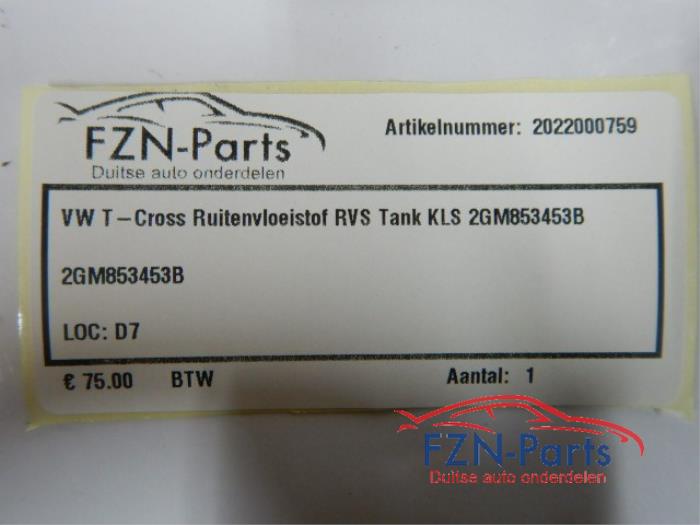 FZN-Parts
Duitse auto onderdelen
Artikelnummer: 2022000759
VW T-Cross Ruitenvloeistof RVS Tank KLS 2GM853453B
2GM853453B
LOC: D7
€ 75.00 BTW
Aantal: 1
FZN-Parts
Duitse auto onderdelen